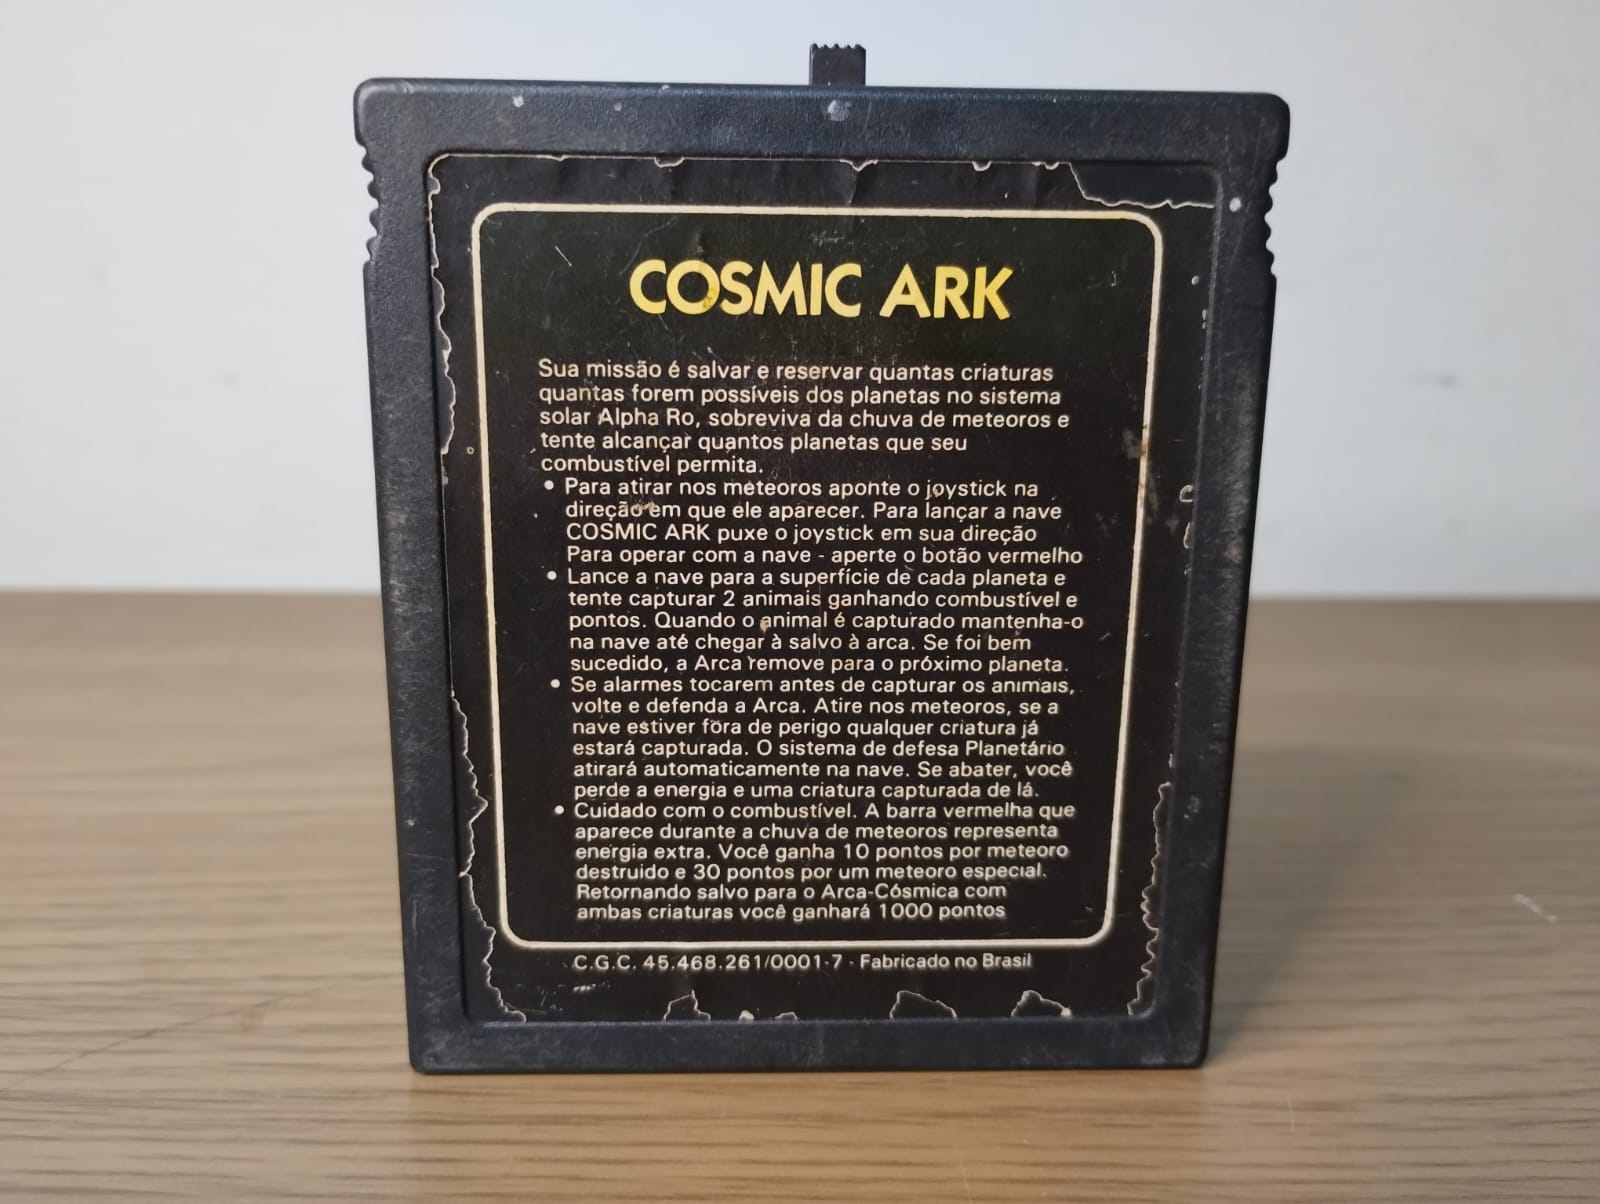 COSMIC ARK
Sua missão é salvar e reservar quantas criaturas
quantas forem possíveis dos planetas no sistema
solar Alpha Ro, sobreviva da chuva de meteoros e
tente alcançar quantos planetas que seu
combustível permita.
• Para atirar nos meteoros aponte o joystick na
direção em que ele aparecer. Para lançar a nave
COSMIC ARK puxe o joystick em sua direção
Para operar com a nave - aperte o botão vermelho
• Lance a nave para a superfície de cada planeta e
tente capturar 2 animais ganhando combustível e
pontos. Quando o animal é capturado mantenha-o
na nave até chegar à salvo à arca. Se foi bem
sucedido, a Arca remove para o próximo planeta.
• Se alarmes tocarem antes de capturar os animais,
volte e defenda a Arca. Atire nos meteoros, se a
nave estiver fora de perigo qualquer criatura já
estará capturada. O sistema de defesa Planetário
atirará automaticamente na nave. Se abater, você
perde a energia e uma criatura capturada de lá.
• Cuidado com o combustível. A barra vermelha que
aparece durante a chuva de meteoros representa
energia extra. Você ganha 10 pontos por meteoro
destruido e 30 pontos por um meteoro especial.
Retornando salvo para o Arca-Cósmica com
ambas criaturas você ganhará 1000 pontos
C.G.C. 45.468.261/0001-7 - Fabricado no Brasil